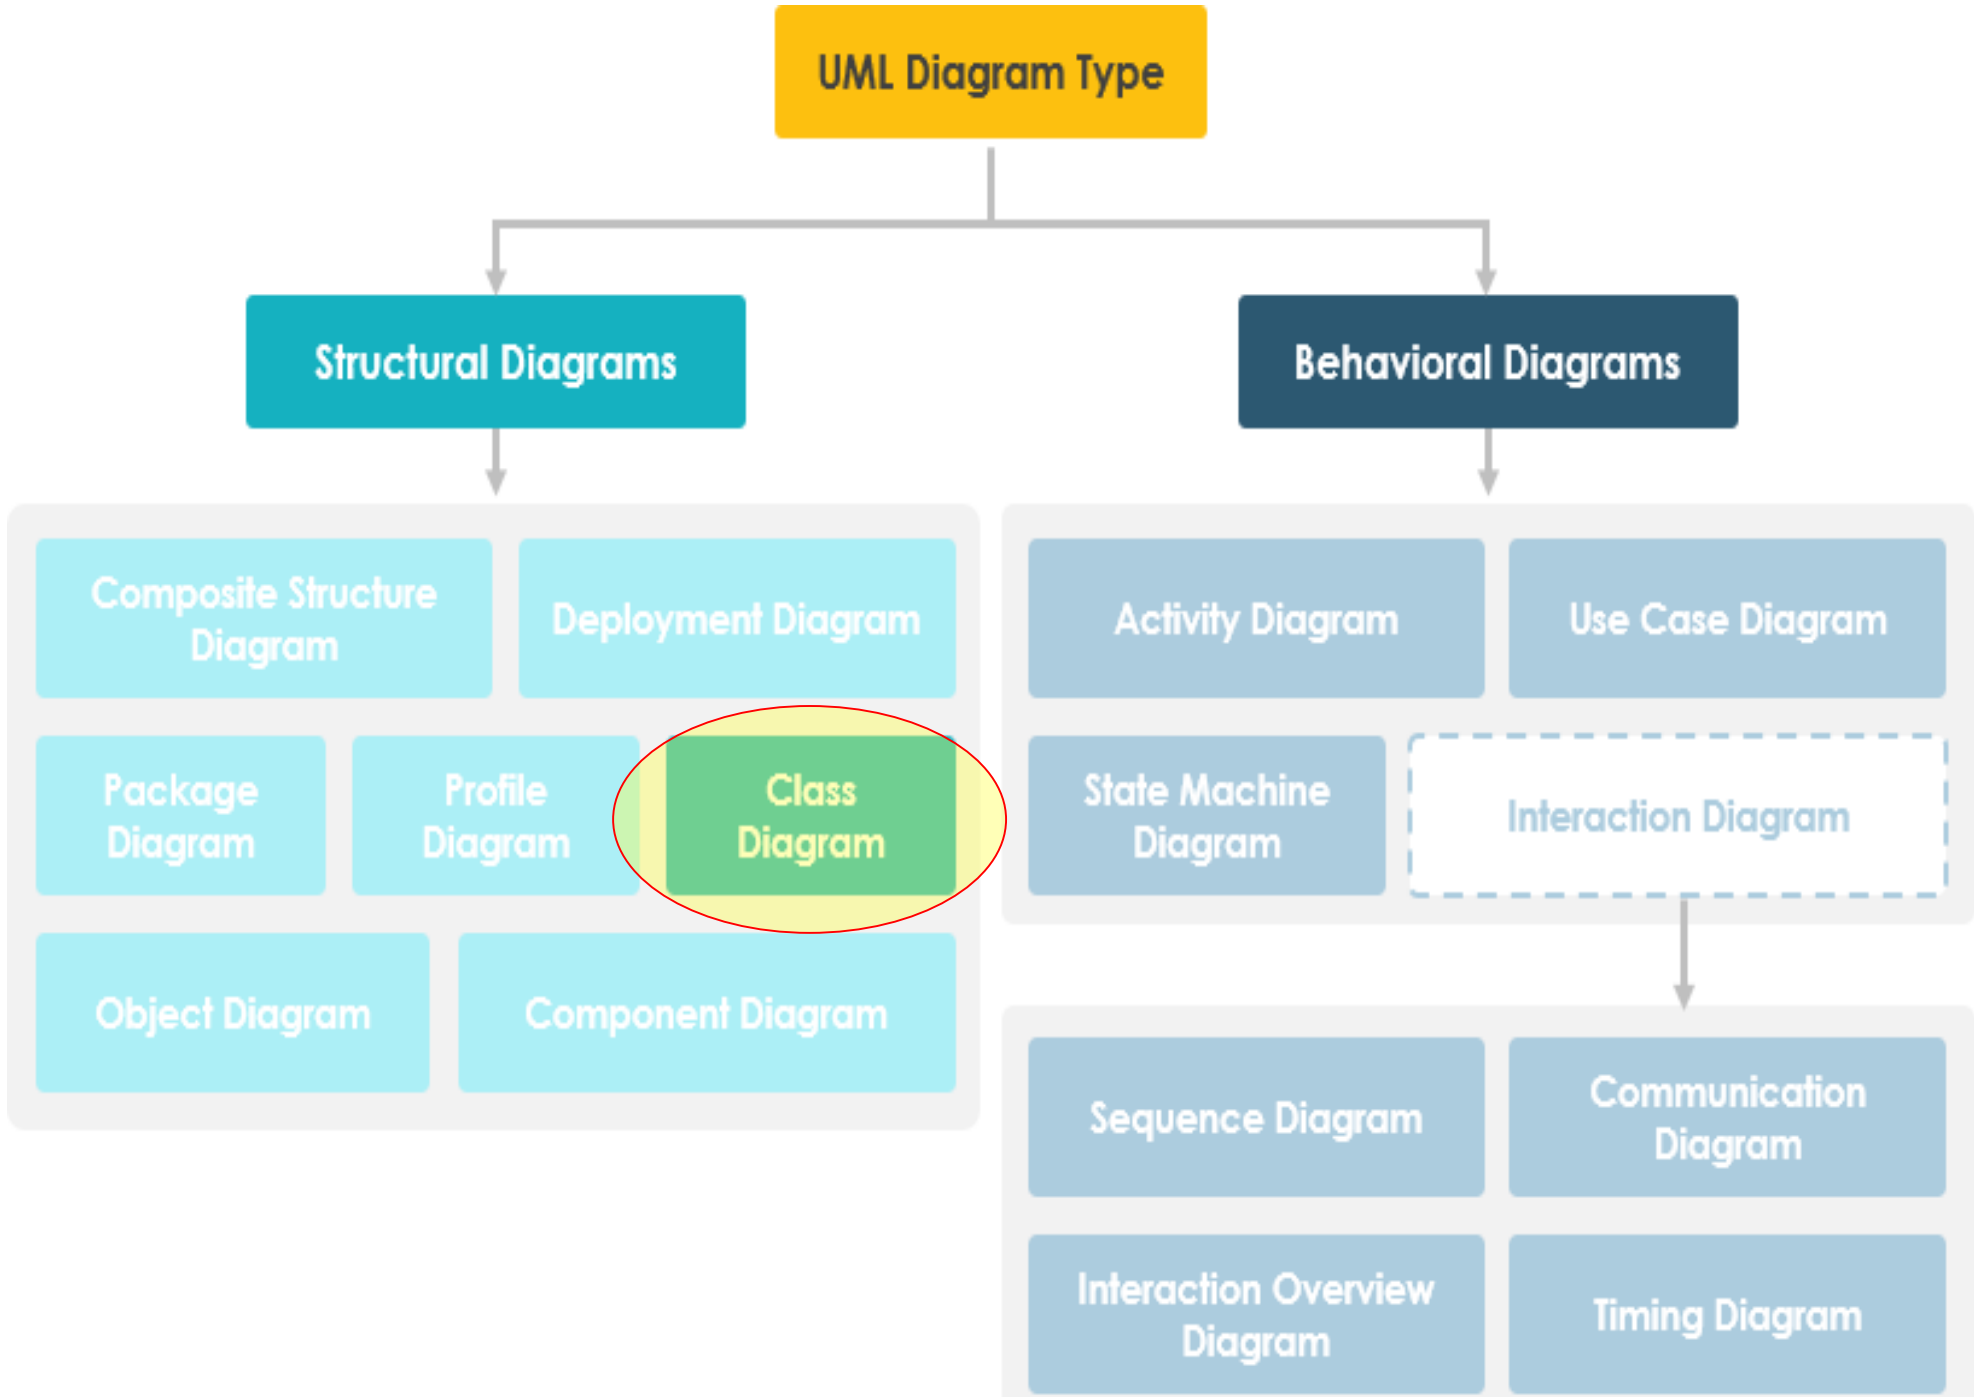 UML Diagram Type
Structural Diagrams
Behavioral Diagrams
Composite Structure
Diagram
Deployment Diagram
Package
Diagram
Profile
Diagram
Class
Diagram
Object Diagram
Component Diagram
Activity Diagram
Use Case Diagram
State Machine
Diagram
Interaction Diagram
Sequence Diagram
Communication
Diagram
Interaction Overview
Diagram
Timing Diagram